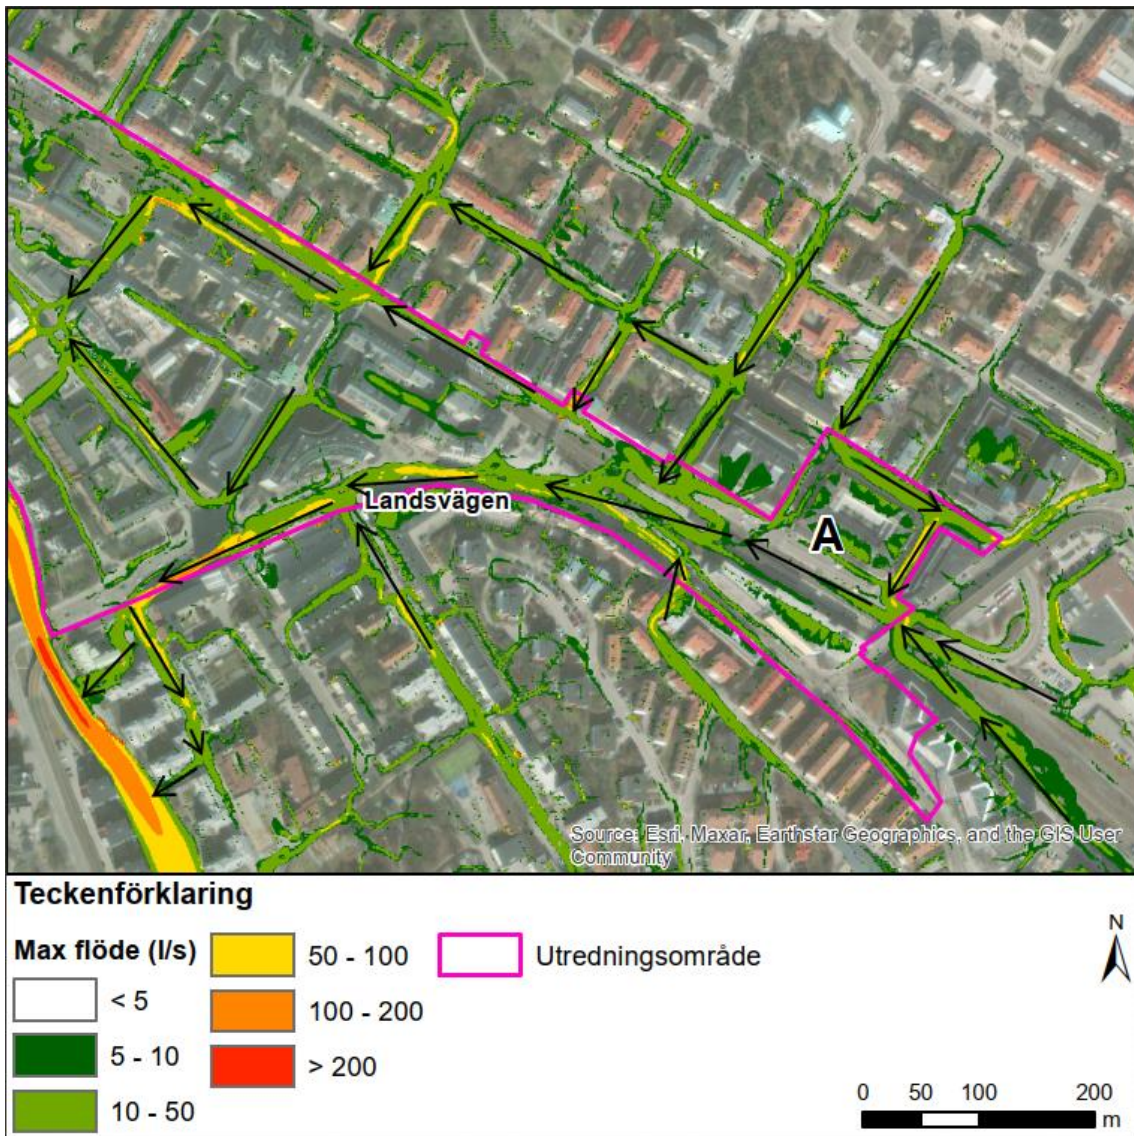 A
Landsvägen
Source: Esri, Maxar, Earthstar Geographics, and the GIS User
Community
Teckenförklaring
Max flöde (l/s)
< 5
5 - 10
10 - 50
50 - 100
100 - 200
> 200
Utredningsområde
N
0 50 100 200
m